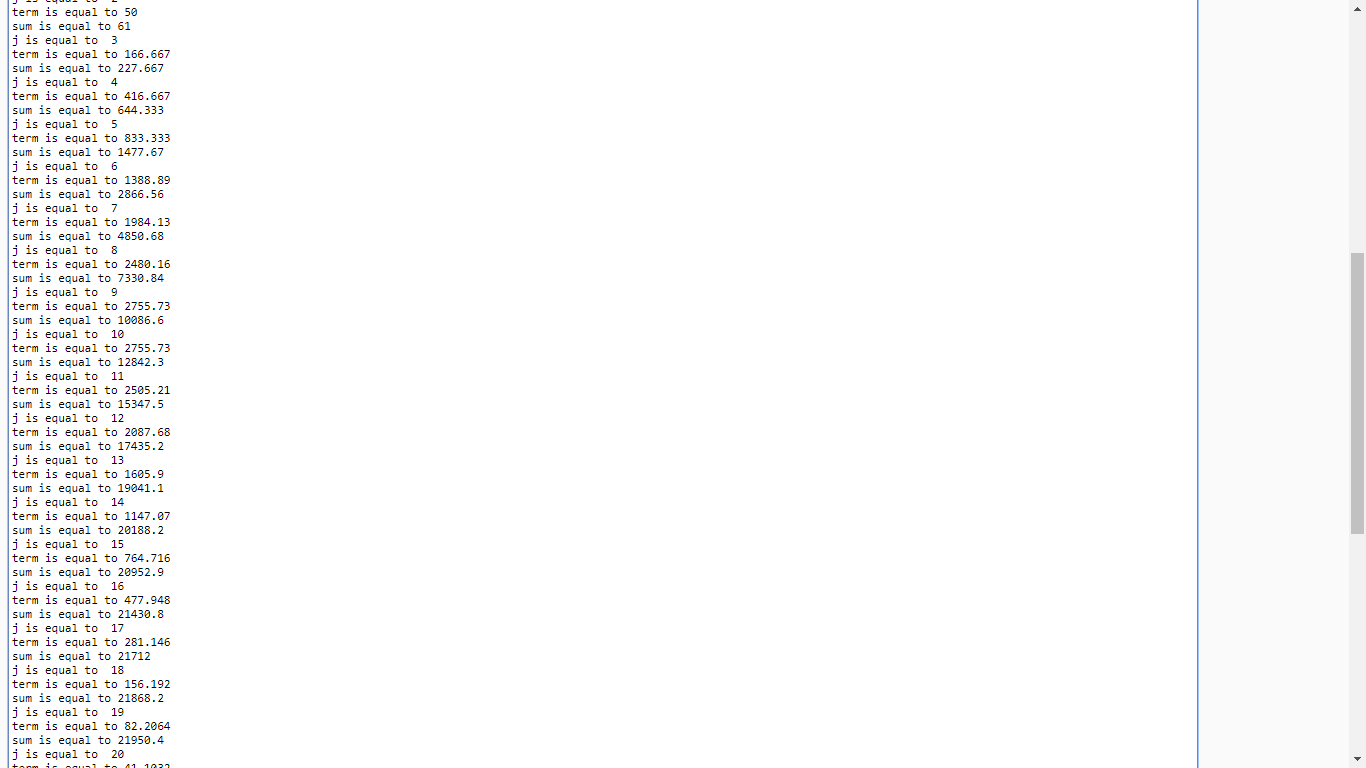 j is equal to  2
term is equal to 50
sum is equal to 61
j is equal to  3
term is equal to 166.667
sum is equal to 227.667
j is equal to  4
term is equal to 416.667
sum is equal to 644.333
j is equal to  5
term is equal to 833.333
sum is equal to 1477.67
j is equal to  6
term is equal to 1388.89
sum is equal to 2866.56
j is equal to  7
term is equal to 1984.13
sum is equal to 4850.68
j is equal to  8
term is equal to 2480.16
sum is equal to 7330.84
j is equal to  9
term is equal to 2755.73
sum is equal to 10086.6
j is equal to  10
term is equal to 2755.73
sum is equal to 12842.3
j is equal to  11
term is equal to 2505.21
sum is equal to 15347.5
j is equal to  12
term is equal to 2087.68
sum is equal to 17435.2
j is equal to  13
term is equal to 1605.9
sum is equal to 19041.1
j is equal to  14
term is equal to 1147.07
sum is equal to 20188.2
j is equal to  15
term is equal to 764.716
sum is equal to 20952.9
j is equal to  16
term is equal to 477.948
sum is equal to 21430.8
j is equal to  17
term is equal to 281.146
sum is equal to 21712
j is equal to  18
term is equal to 156.192
sum is equal to 21868.2
j is equal to  19
term is equal to 82.2064
sum is equal to 21950.4
j is equal to  20
term is equal to 41.1032